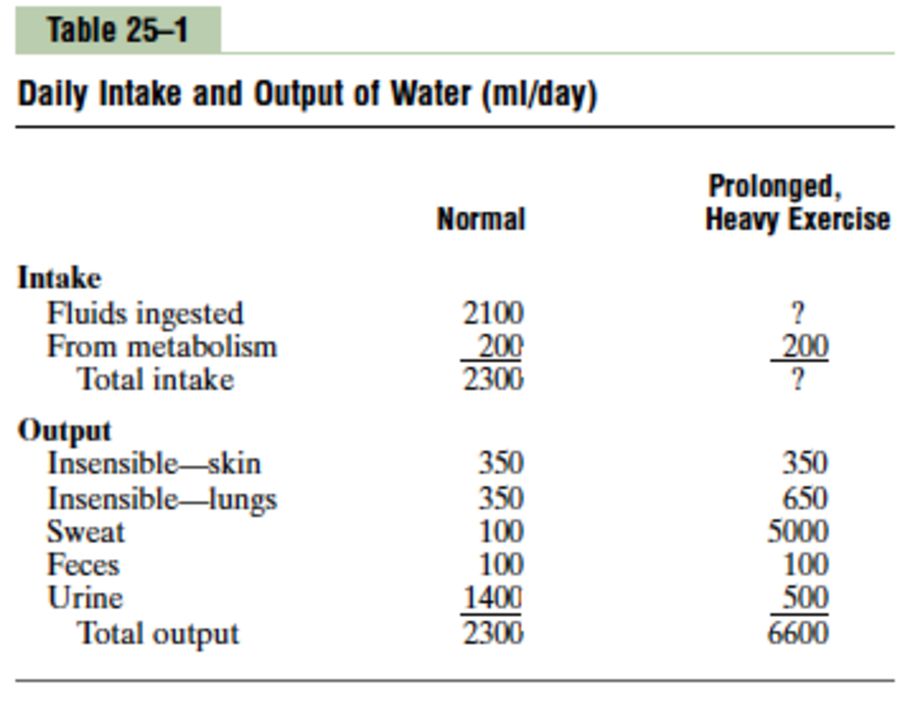 Table 25–1
Daily Intake and Output of Water (ml/day)
Prolonged,
Normal Heavy Exercise
Intake
Fluids ingested 2100 ?
From metabolism 200 200
Total intake 2300 ?
Output
Insensible—skin 350 350
Insensible—lungs 350 650
Sweat 100 5000
Feces 100 100
Urine 1400 500
Total output 2300 6600